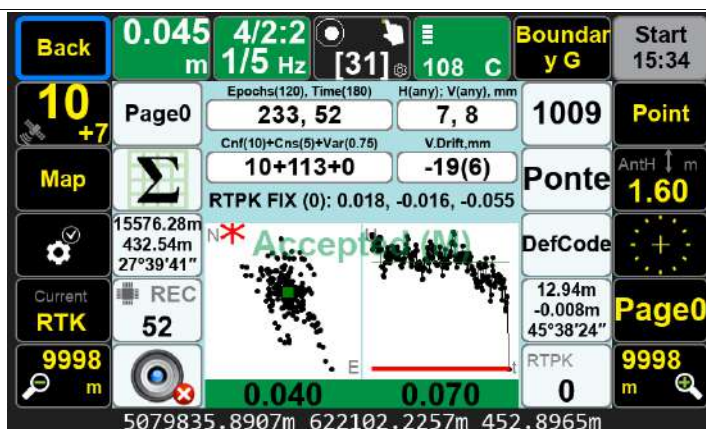 Back
0.045
m
4/2:2
1/5 Hz
[31]
108 C
Boundar
y G
Start
15:34
10
+7
Page0
Epochs(120), Time(180)
H(any); V(any), mm
233, 52
7, 8
1009
Point
Cnf(10)+Cns(5)+Var(0.75)
V.Drift,mm
Map
Σ
10+113+0
-19(6)
Ponte
AntH m
1.60
RTPK FIX (0): 0.018, -0.016, -0.055
15576.28m
432.54m
27°39'41"
N
Accepted (M)
U
DefCode
Current
RTK
REC
52
12.94m
-0.008m
45°38'24"
Page0
9998
m
E
t
RTPK
0
9998
m
0.040
0.070
5079835.8907m 622102.2257m 452.8965m